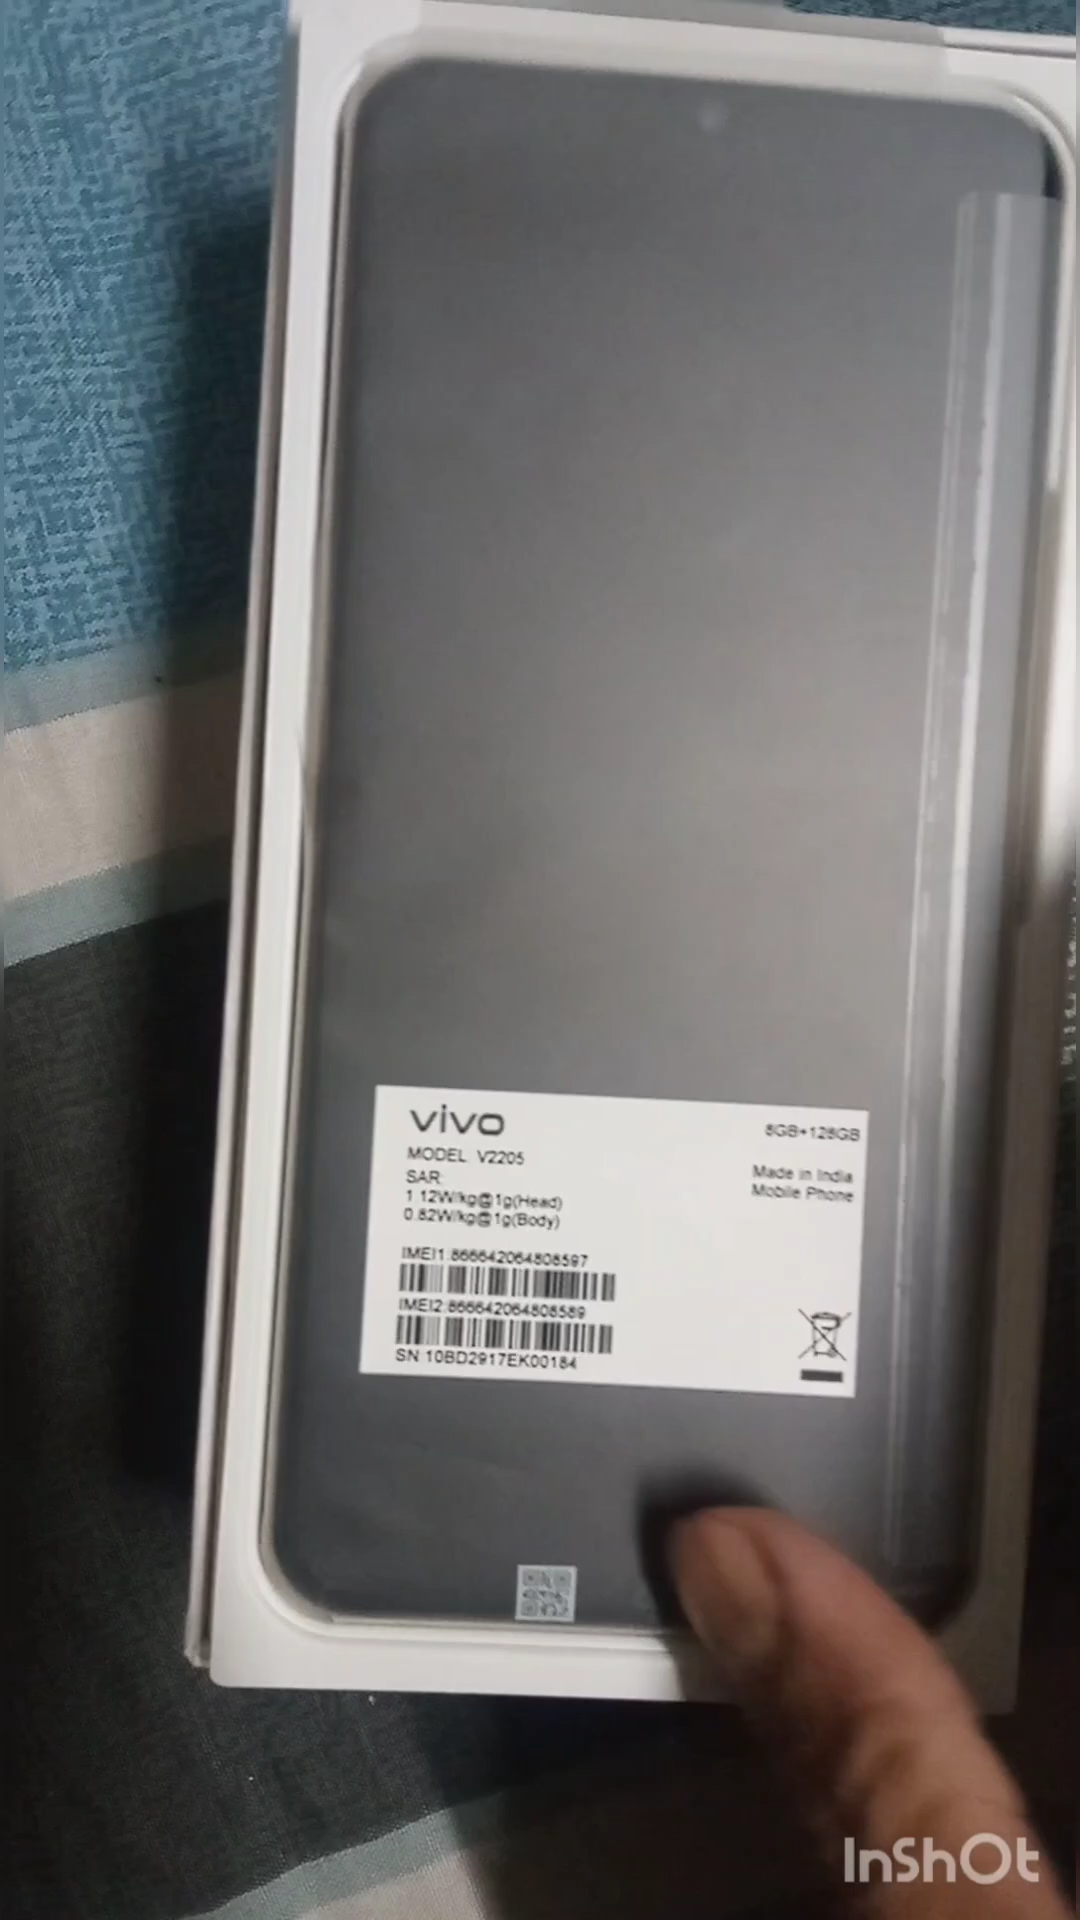 vivo
8GB+128GB
MODEL: V2205
Made in India
Mobile Phone
SAR:
1.12W/kg@1g(Head)
0.82W/kg@1g(Body)
IMEI1:866642064808597
IMEI2:866642064808589
SN:10BD2917EK00184
InShOt